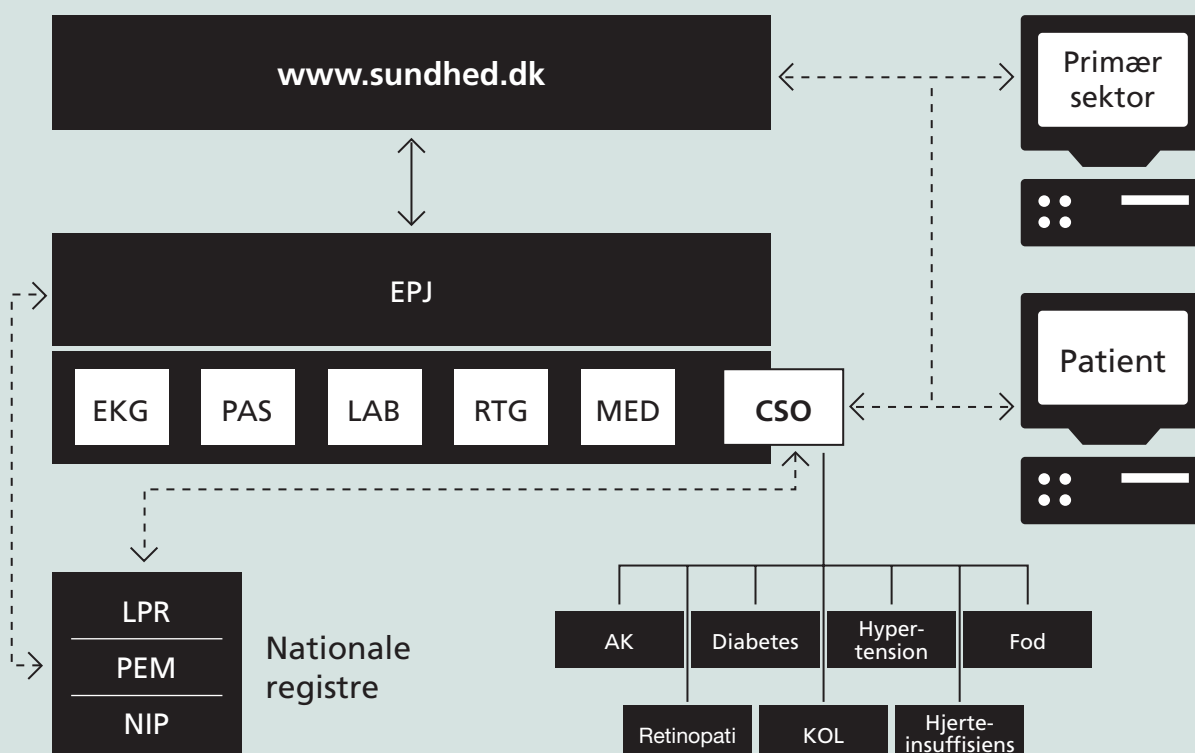 www.sundhed.dk
Primær
sektor
EPJ
Patient
EKG
PAS
LAB
RTG
MED
CSO
LPR
PEM
NIP
Nationale
registre
AK
Diabetes
Hyper-
tension
Fod
Retinopati
KOL
Hjerte-
insuffisiens